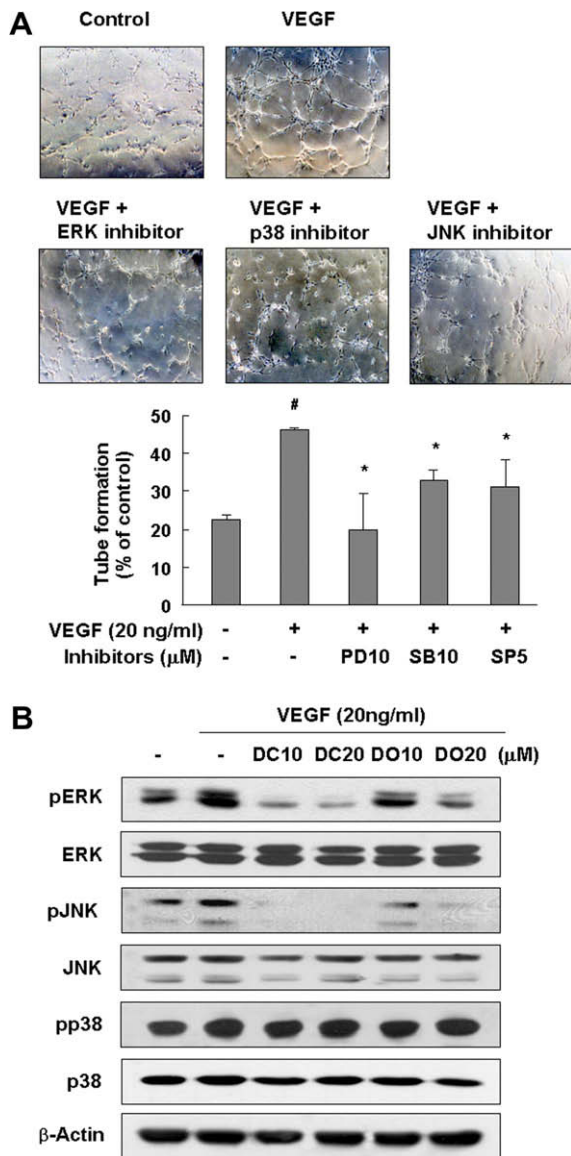 A
Control
VEGF
VEGF +
ERK inhibitor
VEGF +
p38 inhibitor
VEGF +
JNK inhibitor
Tube formation
(% of control)
50
40
30
20
10
0
#
*
*
*
VEGF (20 ng/ml) - + + + +
Inhibitors (μM) - - PD10 SB10 SP5
B
VEGF (20ng/ml)
- - DC10 DC20 DO10 DO20 (μM)
pERK
ERK
pJNK
JNK
pp38
p38
β-Actin